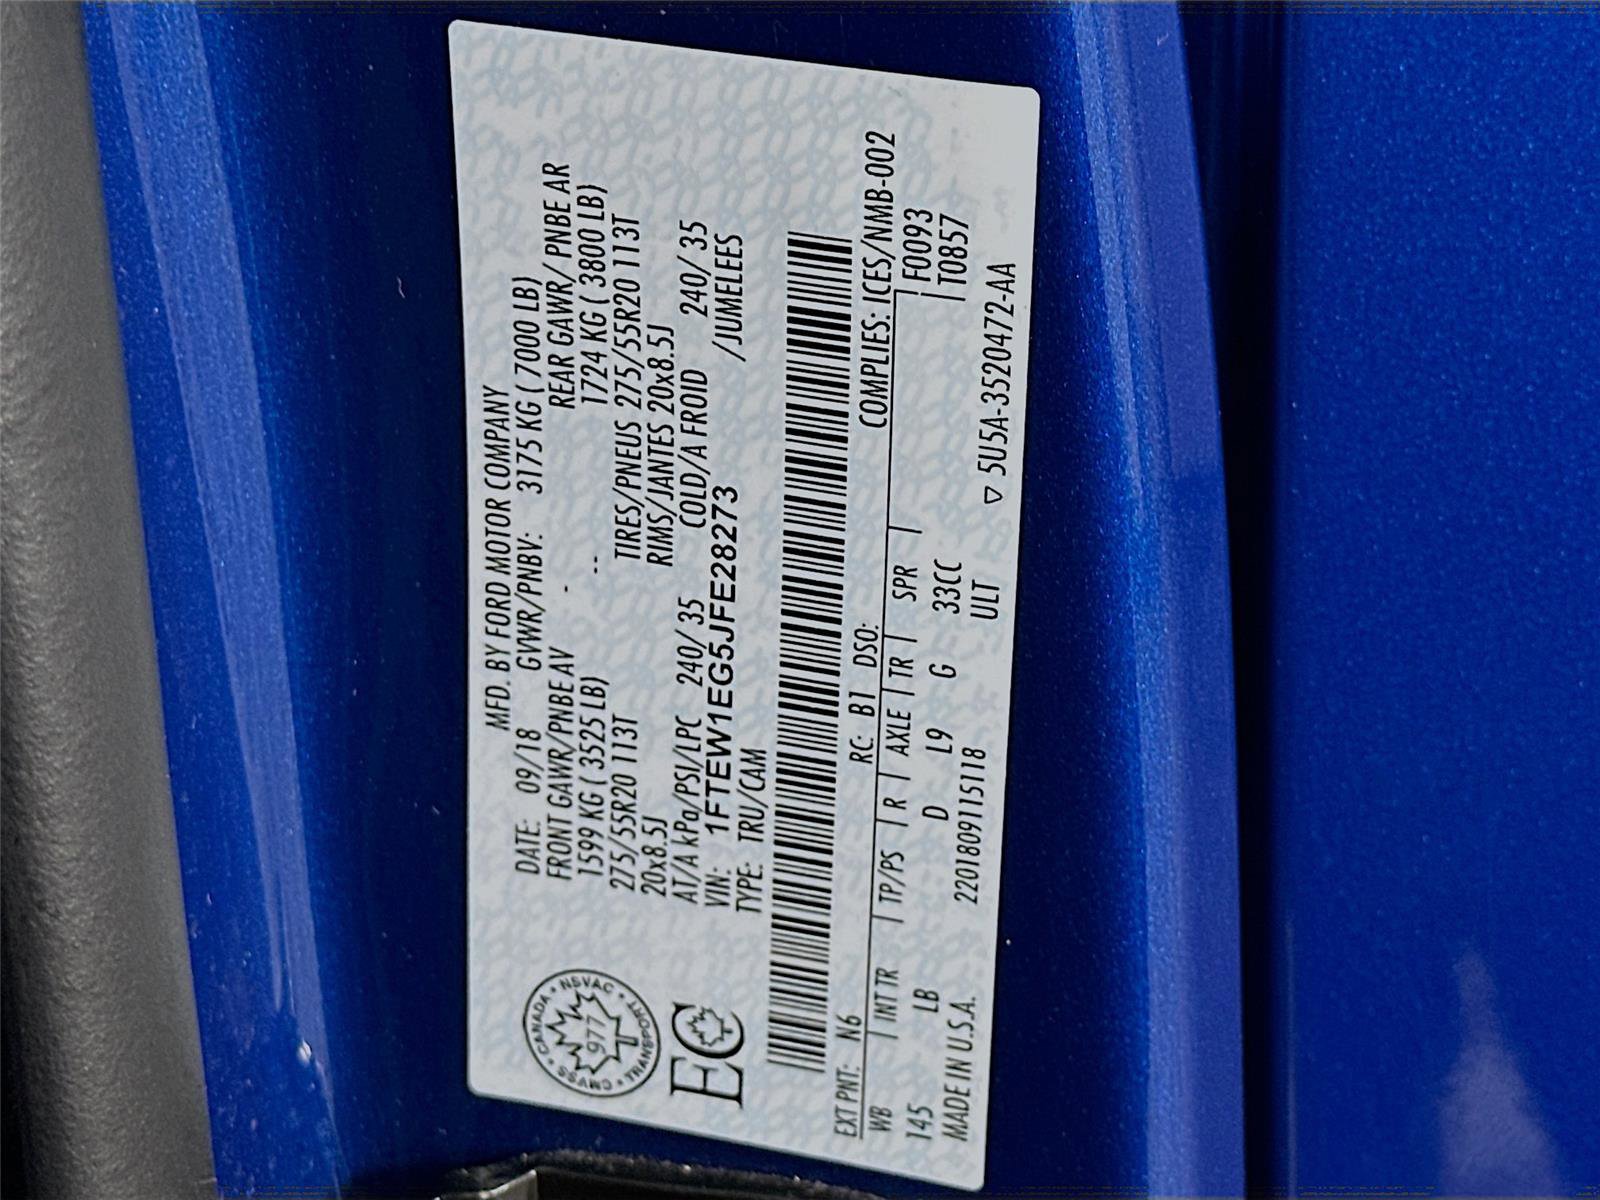 MFD. BY FORD MOTOR COMPANY
DATE: 09/18 GVWR/PNBV: 3175 KG ( 7000 LB)
FRONT GAWR/PNBE AV - REAR GAWR/ PNBE AR
1599 KG ( 3525 LB) -- 1724 KG ( 3800 LB)
275/55R20 113T TIRES/PNEUS 275/55R20 113T
20x8.5J RIMS/JANTES 20x8.5J
AT/A kPa/PSI/LPC 240/ 35 COLD/A FROID 240/ 35
VIN: 1FTEW1EG5JFE28273 /JUMELEES
TYPE: TRU/CAM
CANADA • NSVAC • TRANSPORT • CMVSS •
977
EC
EXT PNT: N6 RC: B1 DSO: COMPLIES: ICES/NMB-002
WB | INT TR | TP/PS | R | AXLE | TR | SPR | | F0093
145 LB D L9 G 33CC | T0857
MADE IN U.S.A. 2201809115118 ULT
▽ 5U5A-3520472-AA